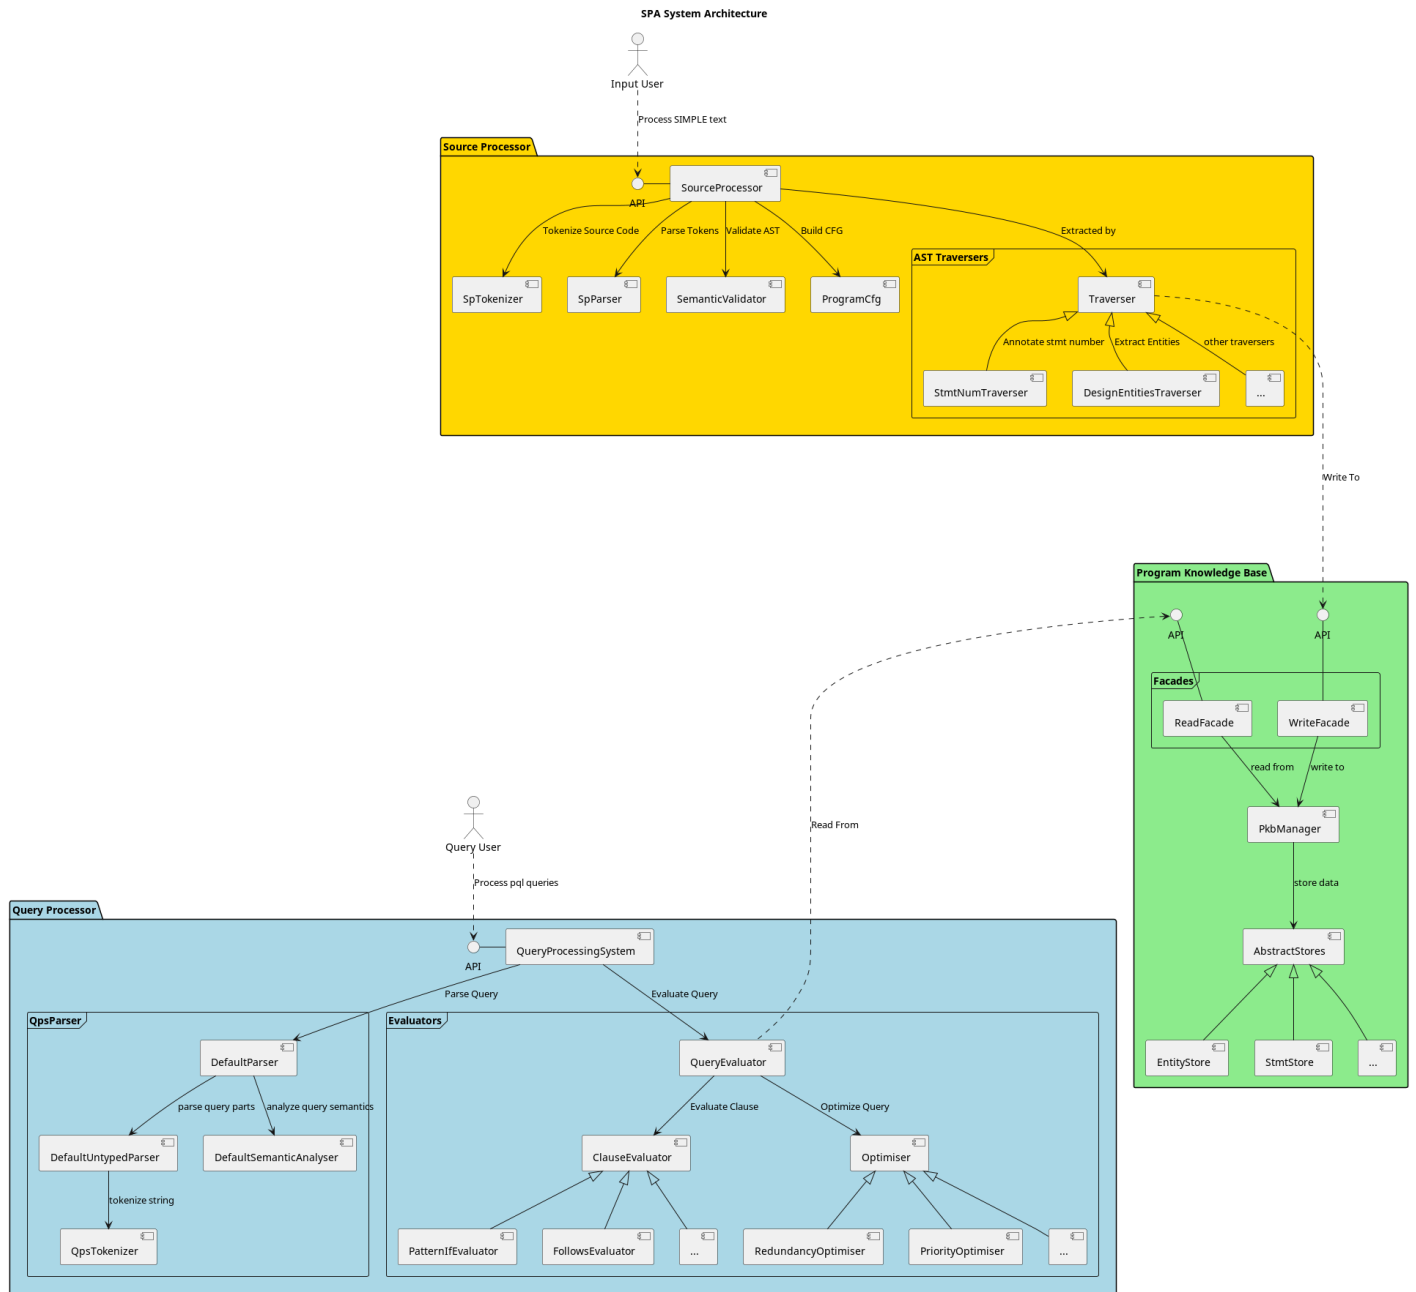 SPA System Architecture
Input User
Process SIMPLE text
Source Processor
SourceProcessor
API
Tokenize Source Code
Parse Tokens
Validate AST
Build CFG
Extracted by
AST Traversers
SpTokenizer
SpParser
SemanticValidator
ProgramCfg
Traverser
Annotate stmt number
Extract Entities
other traversers
StmtNumTraverser
DesignEntitiesTraverser
...
Write To
Program Knowledge Base
API
API
Facades
ReadFacade
WriteFacade
read from
write to
PkbManager
Read From
Query User
Process pql queries
store data
Query Processor
QueryProcessingSystem
AbstractStores
API
Parse Query
Evaluate Query
QpsParser
Evaluators
DefaultParser
QueryEvaluator
EntityStore
StmtStore
...
parse query parts
analyze query semantics
Evaluate Clause
Optimize Query
DefaultUntypedParser
DefaultSemanticAnalyser
ClauseEvaluator
Optimiser
tokenize string
QpsTokenizer
PatternIfEvaluator
FollowsEvaluator
...
RedundancyOptimiser
PriorityOptimiser
...